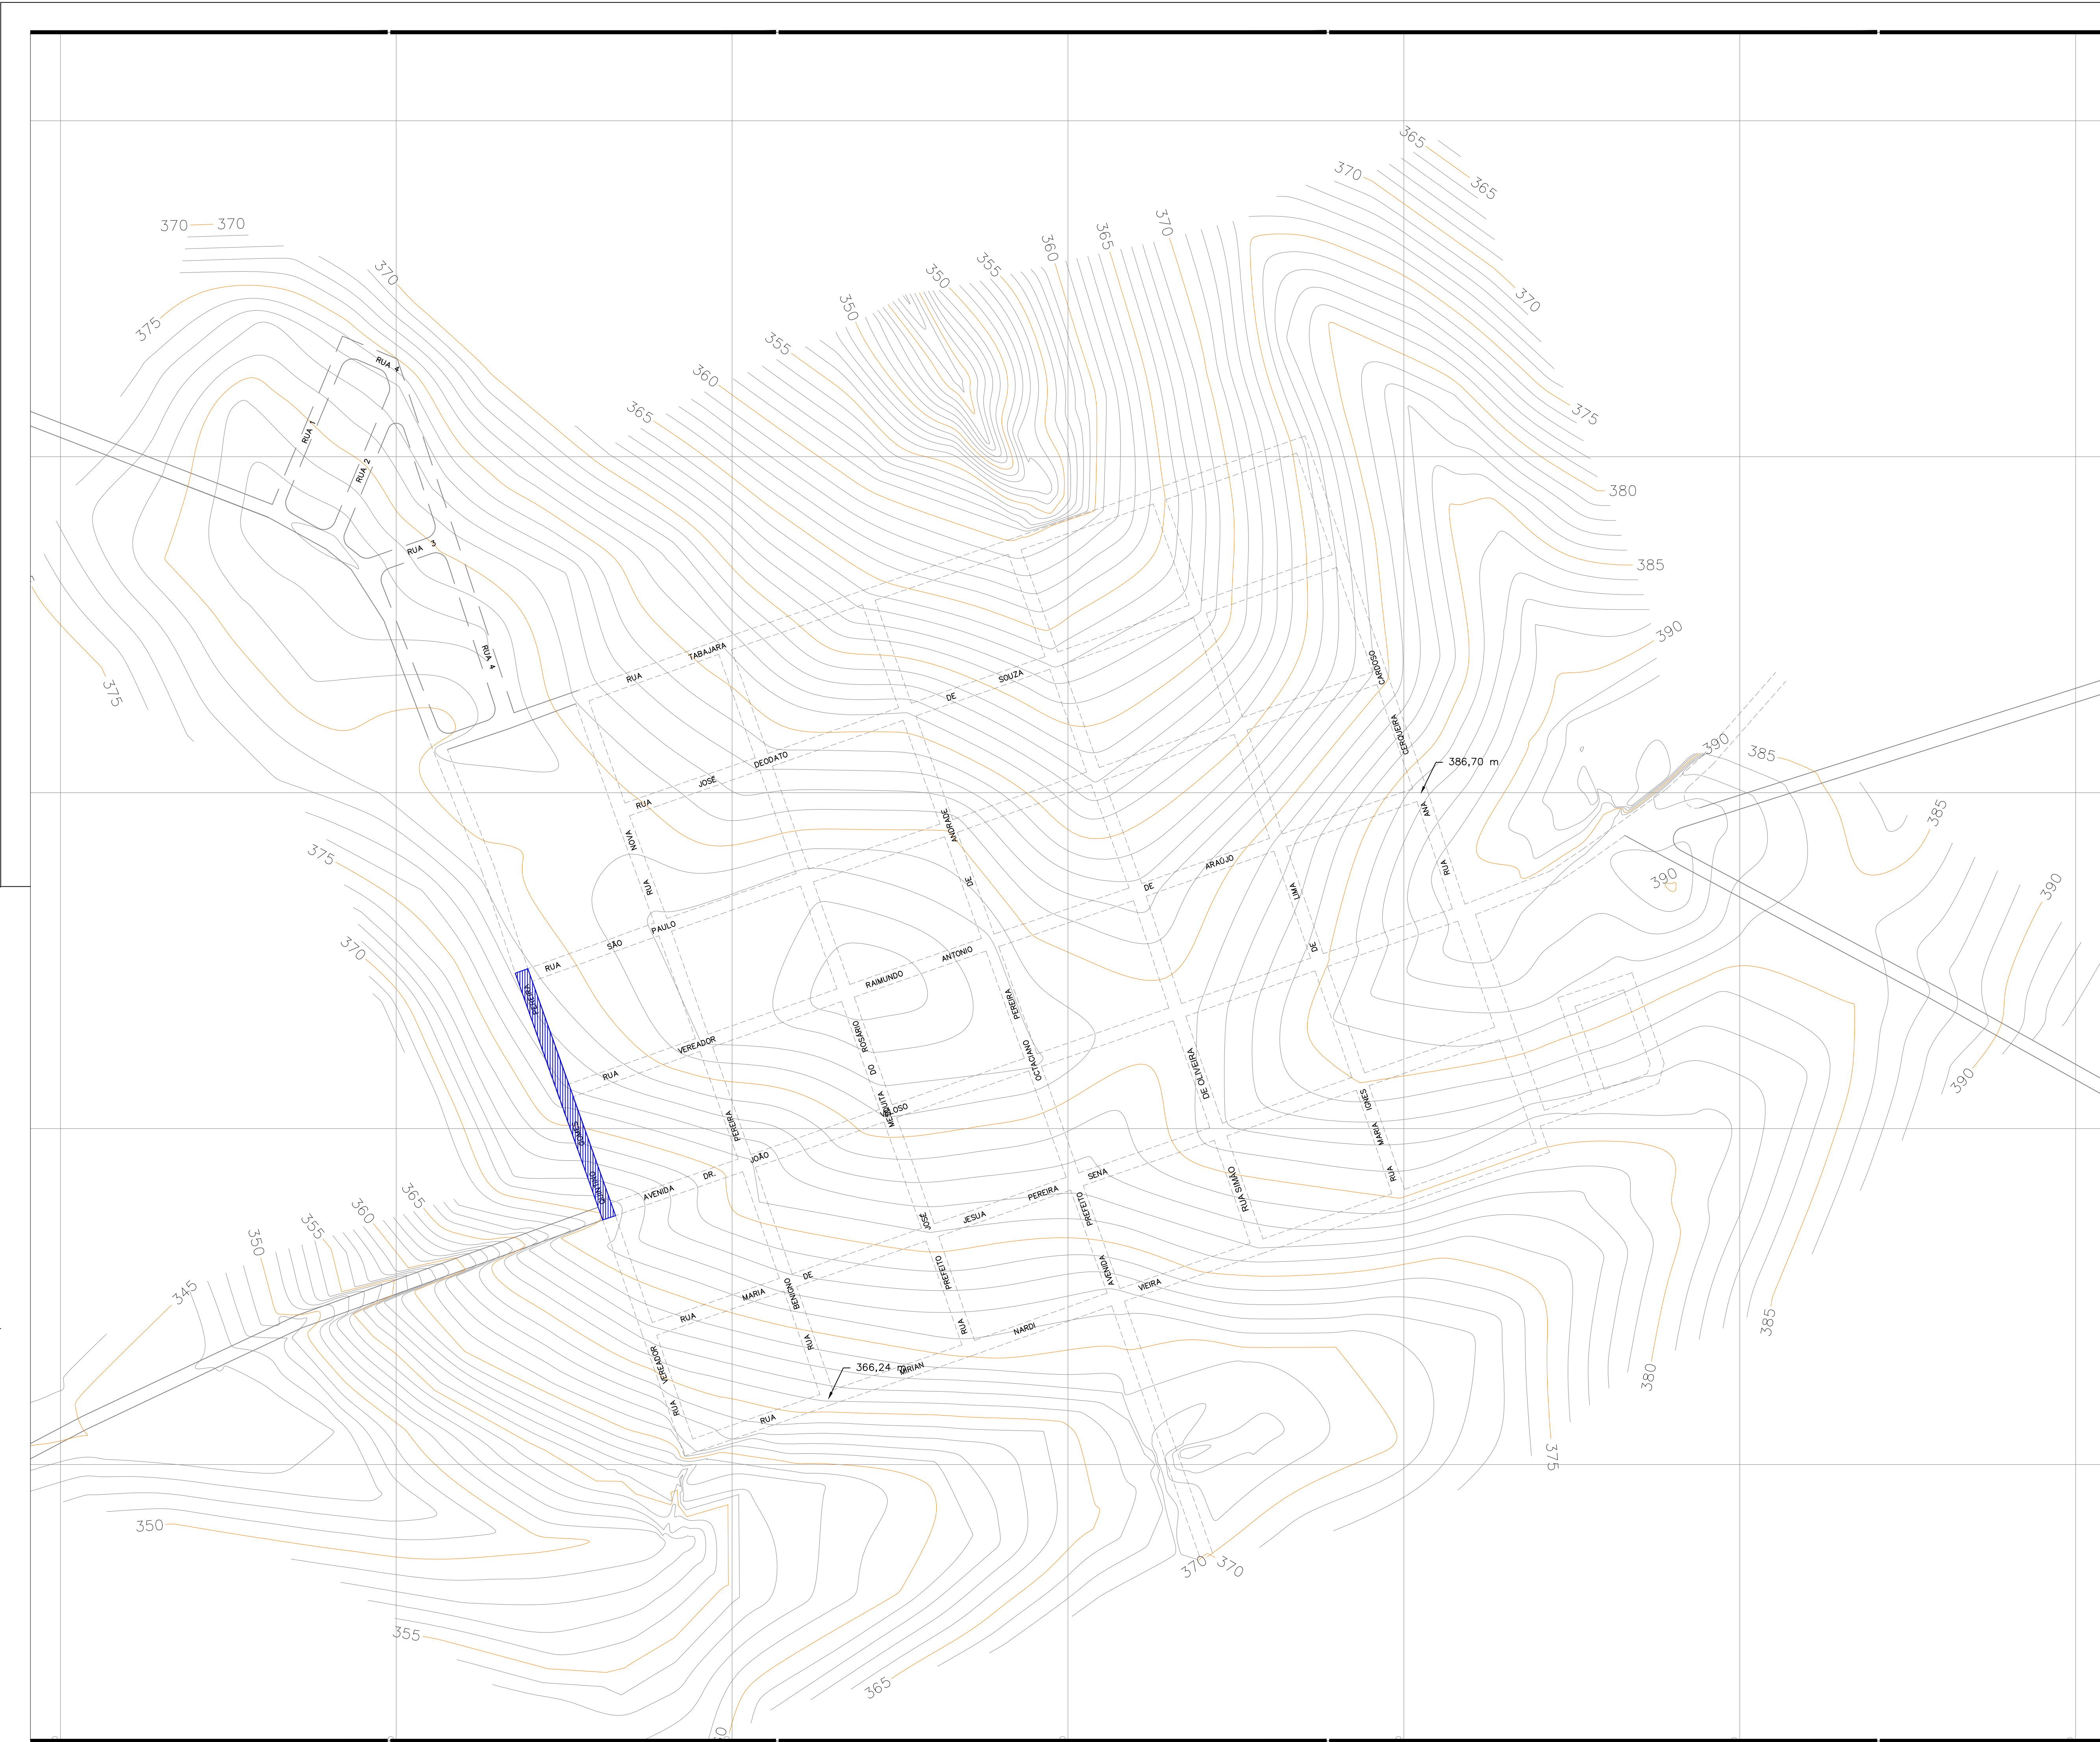 365
365
370
370
370
370
370
365
360
355
350
350
355
360
365
370
375
375
375
380
385
390
390
385
385
390
390
390
385
380
375
370
370
365
355
350
345
350
355
360
365
370
375
375
RUA 4
RUA 1
RUA 2
RUA 3
RUA 4
RUA TABAJARA
RUA JOSÉ DEODATO DE SOUZA
RUA NOVA
RUA SÃO PAULO
RUA VEREADOR RAIMUNDO ANTONIO DE ARAÚJO
AVENIDA DR. JOÃO VELOSO
RUA MARIA DE JESUA PEREIRA SENA
RUA MIRIAN NARDI VIEIRA
RUA VEREADOR QUINTINO GOMES PEREIRA
RUA BENIGNO PEREIRA
RUA PREFEITO JOSÉ MESQUITA DO ROSÁRIO
AVENIDA PREFEITO OCTACIANO PEREIRA DE ANDRADE
RUA SIMÃO DE OLIVEIRA
RUA MARIA IGNES DE LIMA
RUA ANA CERQUEIRA CARDOSO
386,70 m
366,24 m